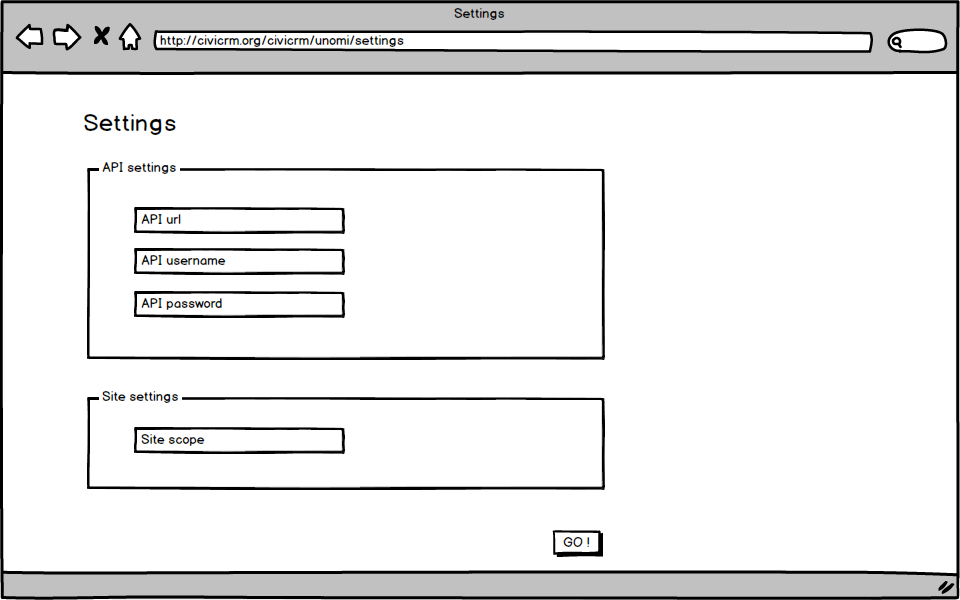 Settings
http://civicrm.org/civicrm/unomi/settings
Settings
API settings
API url
API username
API password
Site settings
Site scope
GO !